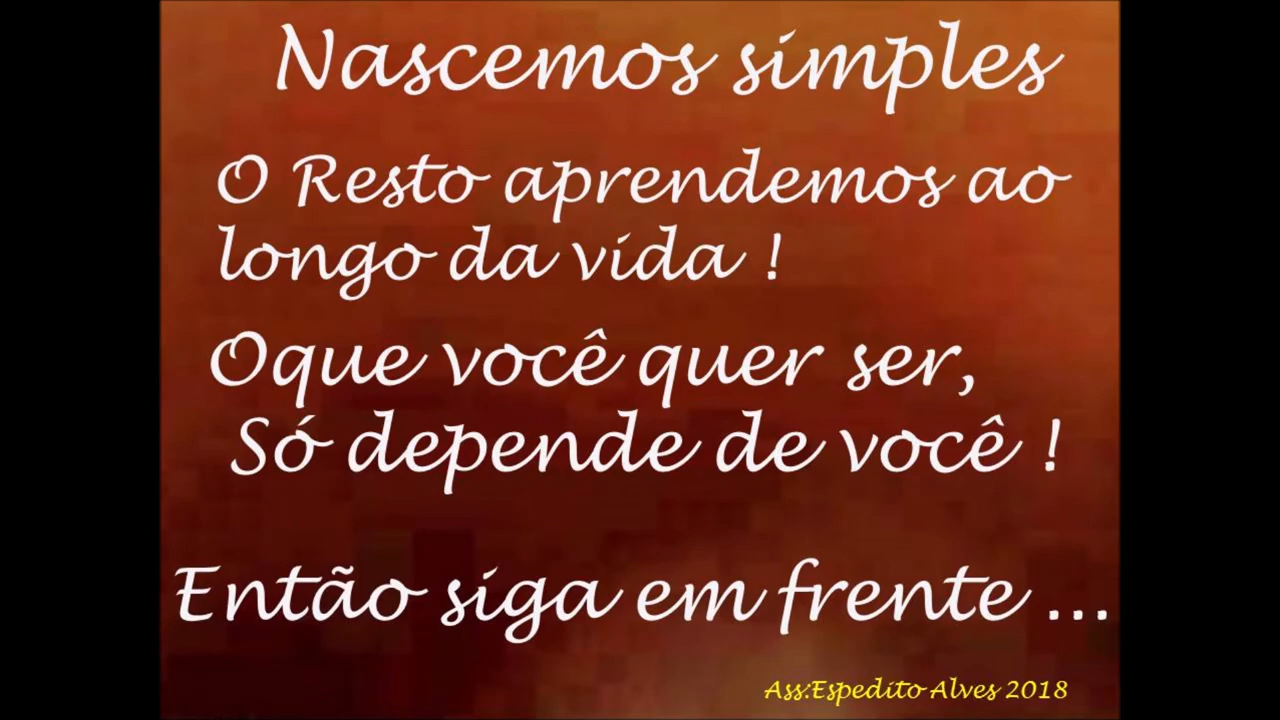 Nascemos simples
O Resto aprendemos ao
longo da vida !
Oque você quer ser,
Só depende de você !
Então siga em frente ...
Ass:Espedito Alves 2018